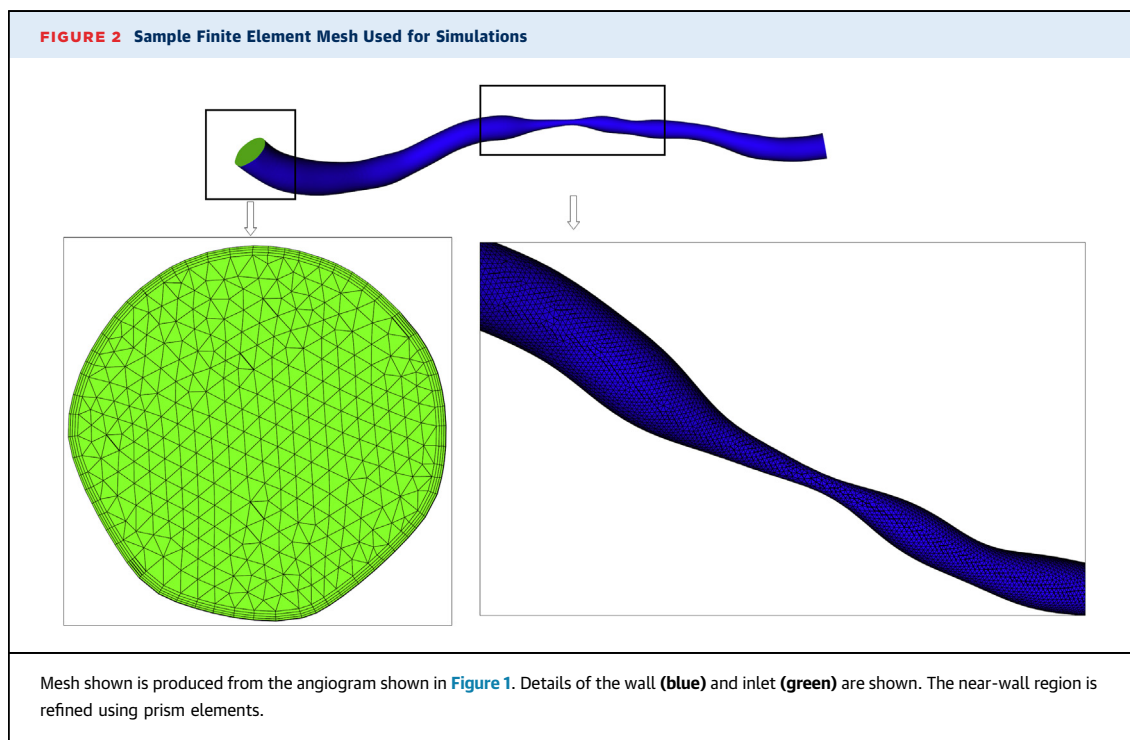 FIGURE 2 Sample Finite Element Mesh Used for Simulations
Mesh shown is produced from the angiogram shown in Figure 1. Details of the wall (blue) and inlet (green) are shown. The near-wall region is
refined using prism elements.